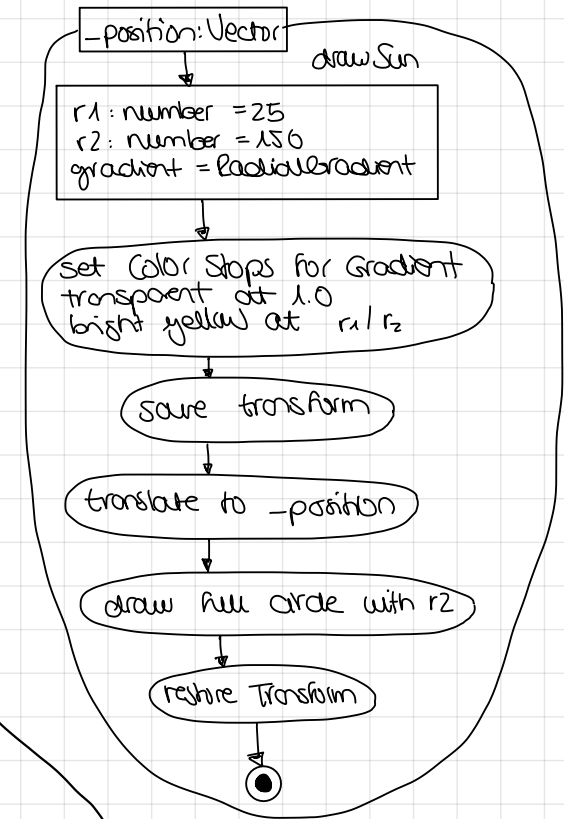 _position: Vector
drawSun
r1: number = 25
r2: number = 150
gradient = RadialGradient
set Color Stops for Gradient
transparent at 1.0
bright yellow at r1/r2
save transform
translate to _position
draw full circle with r2
restore Transform